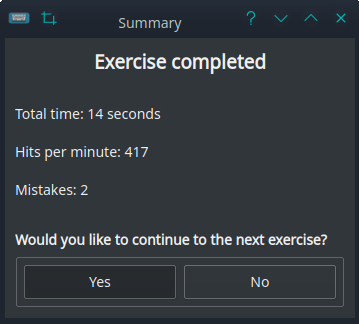 Summary
Exercise completed
Total time: 14 seconds
Hits per minute: 417
Mistakes: 2
Would you like to continue to the next exercise?
Yes
No